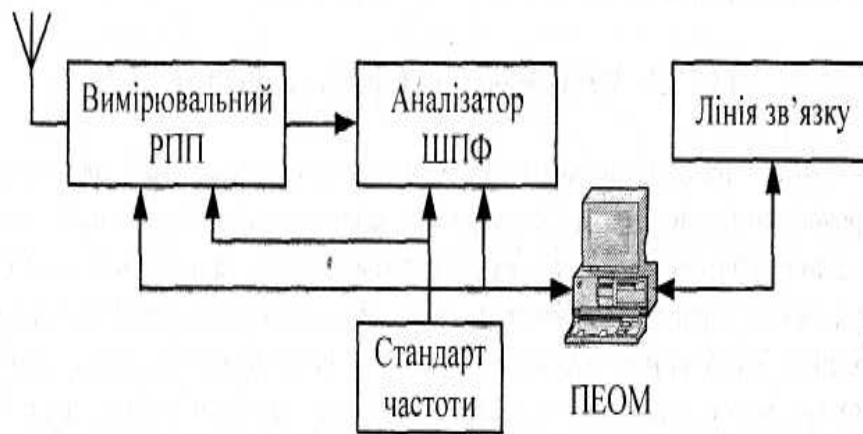 Вимірювальний
РПП
Аналізатор
ШПФ
Лінія зв’язку
Стандарт
частоти
ПЕОМ